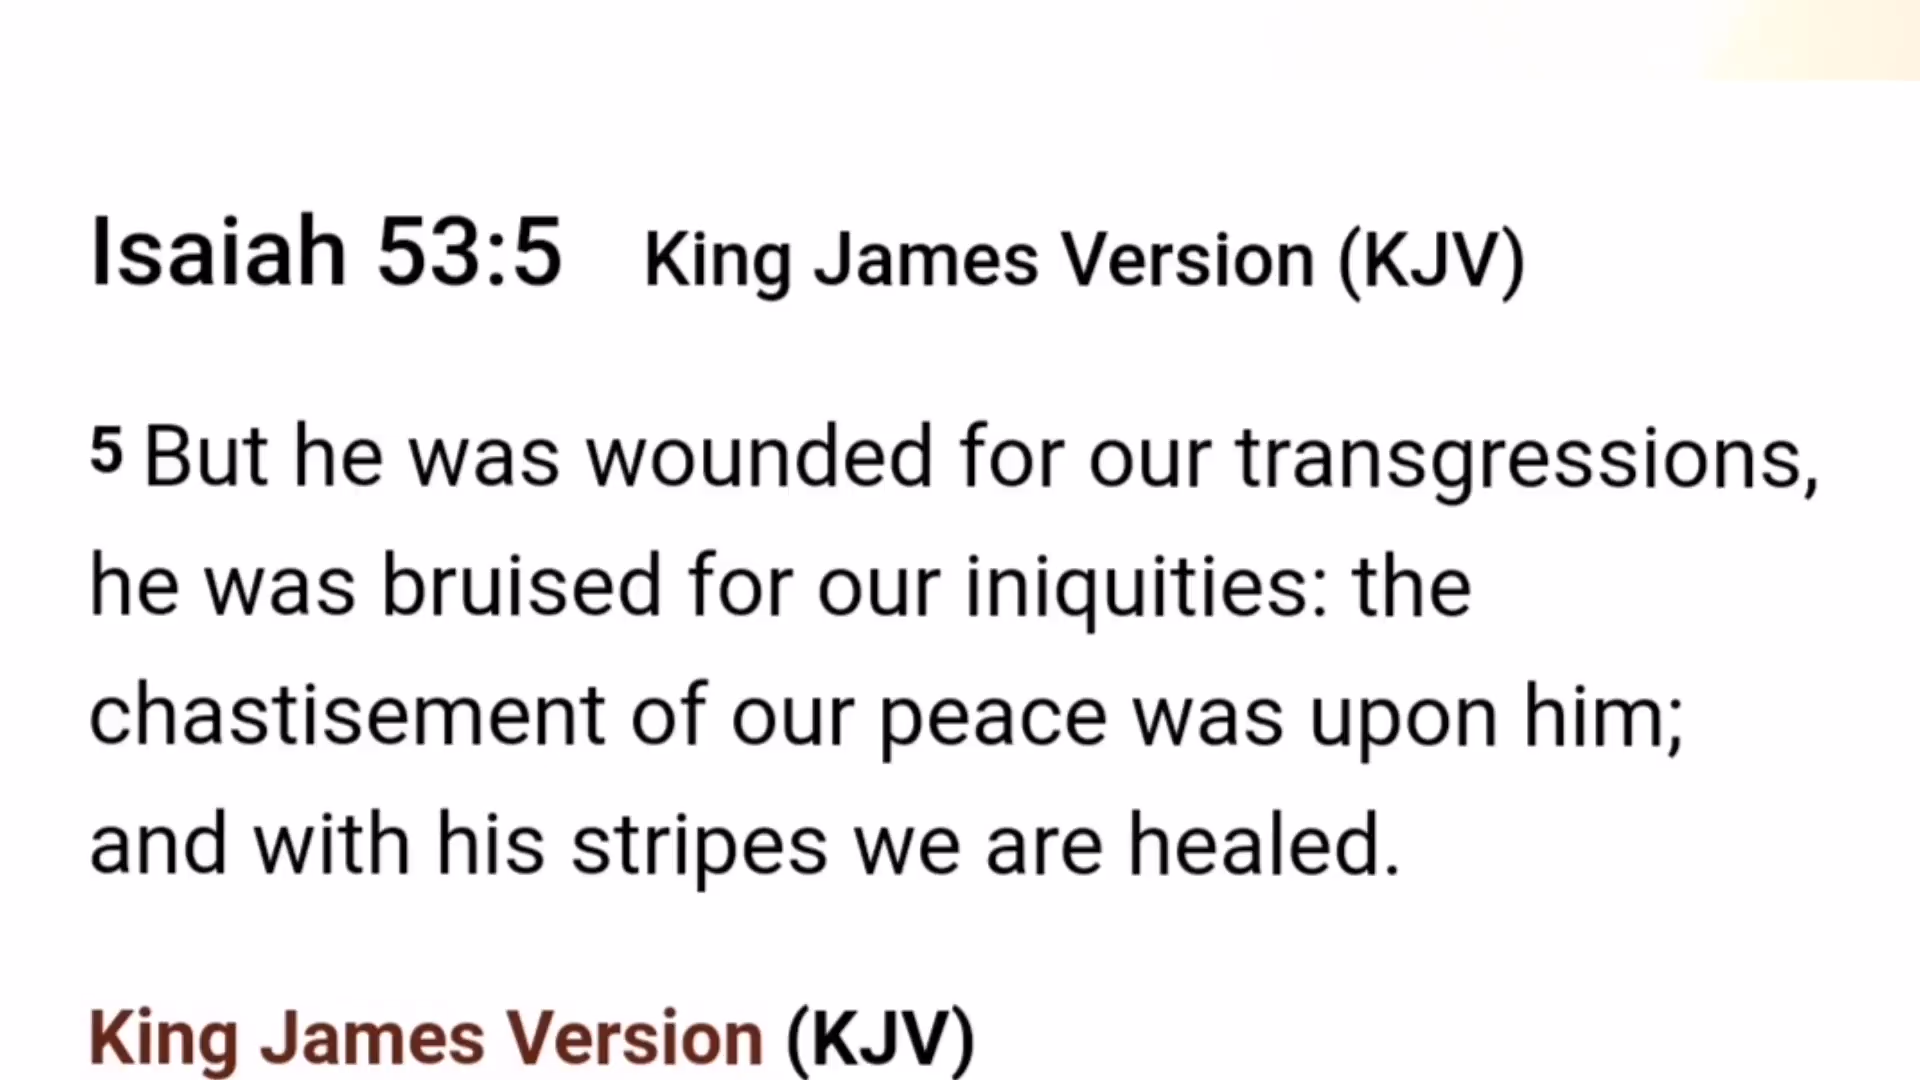 Isaiah 53:5 King James Version (KJV)
5 But he was wounded for our transgressions,
he was bruised for our iniquities: the
chastisement of our peace was upon him;
and with his stripes we are healed.
King James Version (KJV)